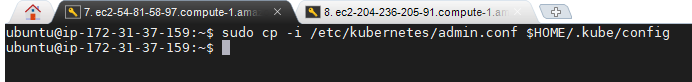 7. ec2-54-81-58-97.compute-1.ama
8. ec2-204-236-205-91.compute-1.am
ubuntu@ip-172-31-37-159:~$ sudo cp -i /etc/kubernetes/admin.conf $HOME/.kube/config
ubuntu@ip-172-31-37-159:~$